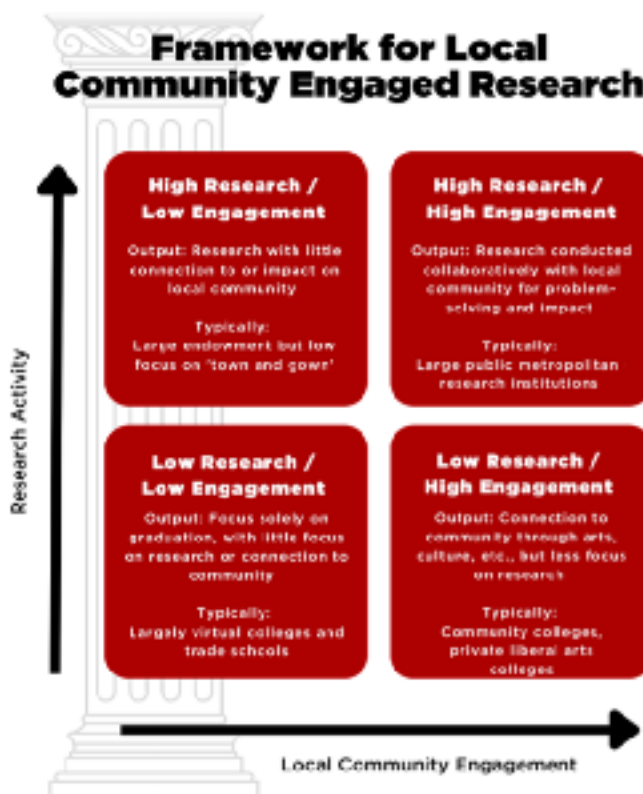 Framework for Local
Community Engaged Research
High Research /
Low Engagement
Output: Research with little
connection to or impact on
local community
Typically:
Large endowment but low
focus on "town and gown"
High Research /
High Engagement
Output: Research conducted
collaboratively with local
community for problem-
solving and impact
Typically:
Large public metropolitan
research institutions
Research Activity
Low Research /
Low Engagement
Output: Focus solely on
graduation, with little focus
on research or connection to
community
Typically:
Largely virtual colleges and
trade schools
Low Research /
High Engagement
Output: Connection to
community through arts,
culture, etc., but less focus
on research
Typically:
Community colleges,
private liberal arts
colleges
Local Community Engagement